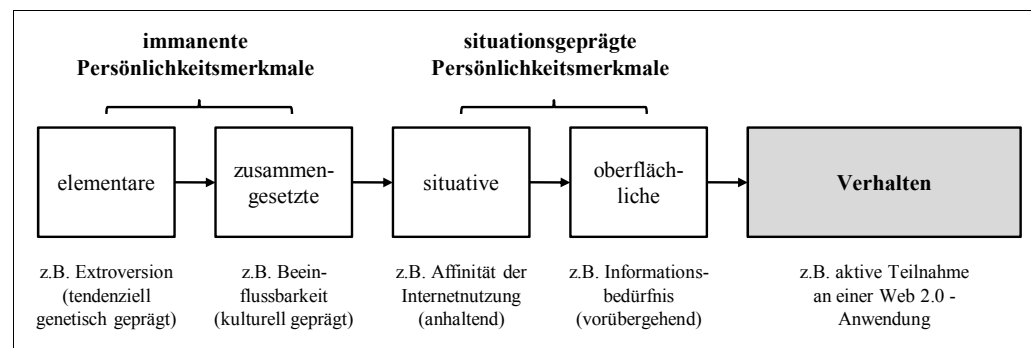 immanente
Persönlichkeitsmerkmale
situationsgeprägte
Persönlichkeitsmerkmale
elementare
zusammen-
gesetzte
situative
oberfläch-
liche
Verhalten
z.B. Extroversion
(tendenziell
genetisch geprägt)
z.B. Beein-
flussbarkeit
(kulturell geprägt)
z.B. Affinität der
Internetnutzung
(anhaltend)
z.B. Informations-
bedürfnis
(vorübergehend)
z.B. aktive Teilnahme
an einer Web 2.0 -
Anwendung